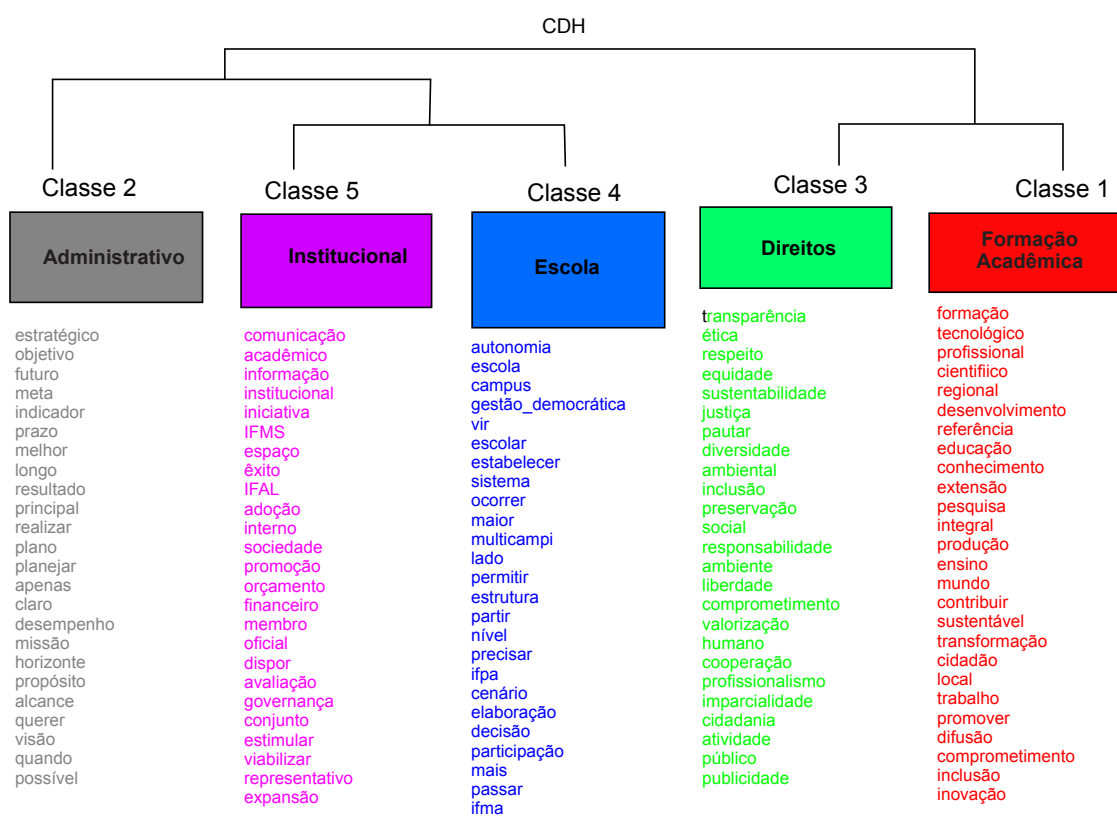 CDH
Classe 2
Administrativo
estratégico
objetivo
futuro
meta
indicador
prazo
melhor
longo
resultado
principal
realizar
plano
planejar
apenas
claro
desempenho
missão
horizonte
propósito
alcance
querer
visão
quando
possível
Classe 5
Institucional
comunicação
acadêmico
informação
institucional
iniciativa
IFMS
espaço
êxito
IFAL
adoção
interno
sociedade
promoção
orçamento
financeiro
membro
oficial
dispor
avaliação
governança
conjunto
estimular
viabilizar
representativo
expansão
Classe 4
Escola
autonomia
escola
campus
gestão_democrática
vir
escolar
estabelecer
sistema
ocorrer
maior
multicampi
lado
permitir
estrutura
partir
nível
precisar
ifpa
cenário
elaboração
decisão
participação
mais
passar
ifma
Classe 3
Direitos
transparência
ética
respeito
equidade
sustentabilidade
justiça
pautar
diversidade
ambiental
inclusão
preservação
social
responsabilidade
ambiente
liberdade
comprometimento
valorização
humano
cooperação
profissionalismo
imparcialidade
cidadania
atividade
público
publicidade
Classe 1
Formação
Acadêmica
formação
tecnológico
profissional
cientifiico
regional
desenvolvimento
referência
educação
conhecimento
extensão
pesquisa
integral
produção
ensino
mundo
contribuir
sustentável
transformação
cidadão
local
trabalho
promover
difusão
comprometimento
inclusão
inovação